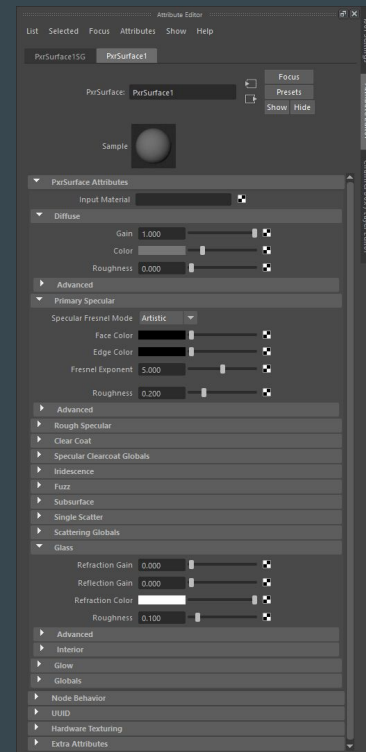 Attribute Editor
List Selected Focus Attributes Show Help
PxrSurface1SG PxrSurface1
Focus
PxrSurface: PxrSurface1 Presets
Show Hide
Sample
PxrSurface Attributes
Input Material
Diffuse
Gain 1.000
Color
Roughness 0.000
Advanced
Primary Specular
Specular Fresnel Mode Artistic
Face Color
Edge Color
Fresnel Exponent 5.000
Roughness 0.200
Advanced
Rough Specular
Clear Coat
Specular Clearcoat Globals
Iridescence
Fuzz
Subsurface
Single Scatter
Scattering Globals
Glass
Refraction Gain 0.000
Reflection Gain 0.000
Refraction Color
Roughness 0.100
Advanced
Interior
Glow
Globals
Node Behavior
UUID
Hardware Texturing
Extra Attributes